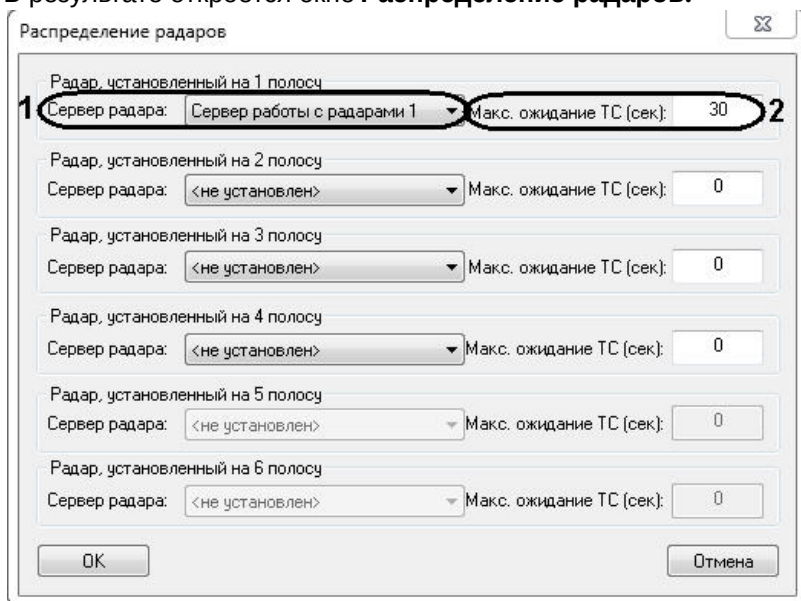 В результате откроется окно Распределение радаров.
Распределение радаров
Радар, установленный на 1 полосу
1 Сервер радара: Сервер работы с радарами 1 Макс. ожидание ТС (сек): 30 2
Радар, установленный на 2 полосу
Сервер радара: <не установлен> Макс. ожидание ТС (сек): 0
Радар, установленный на 3 полосу
Сервер радара: <не установлен> Макс. ожидание ТС (сек): 0
Радар, установленный на 4 полосу
Сервер радара: <не установлен> Макс. ожидание ТС (сек): 0
Радар, установленный на 5 полосу
Сервер радара: <не установлен> Макс. ожидание ТС (сек): 0
Радар, установленный на 6 полосу
Сервер радара: <не установлен> Макс. ожидание ТС (сек): 0
OK Отмена